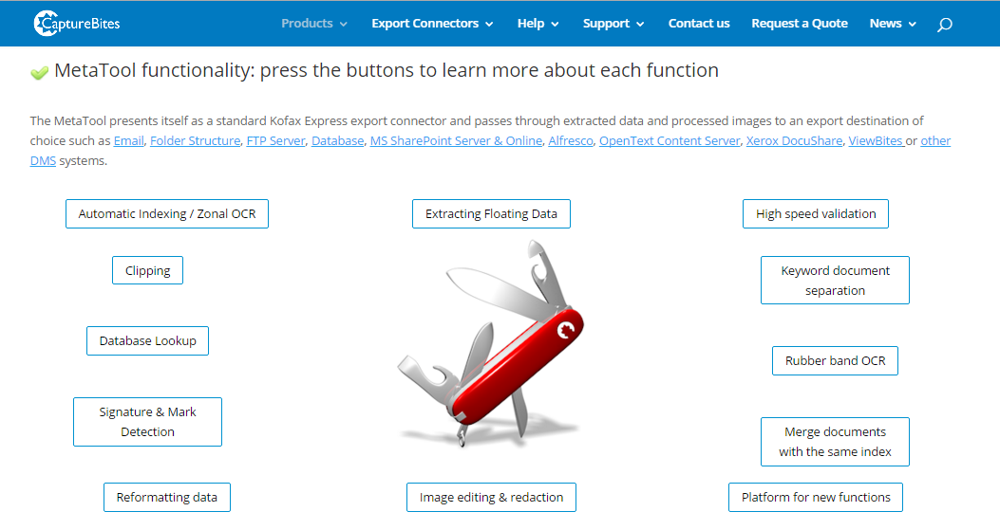 CaptureBites
Products Export Connectors Help Support Contact us Request a Quote News
MetaTool functionality: press the buttons to learn more about each function
The MetaTool presents itself as a standard Kofax Express export connector and passes through extracted data and processed images to an export destination of
choice such as Email, Folder Structure, FTP Server, Database, MS SharePoint Server & Online, Alfresco, OpenText Content Server, Xerox DocuShare, ViewBites or other
DMS systems.
Automatic Indexing / Zonal OCR
Extracting Floating Data
High speed validation
Clipping
Keyword document
separation
Database Lookup
Rubber band OCR
Signature & Mark
Detection
Merge documents
with the same index
Reformatting data
Image editing & redaction
Platform for new functions